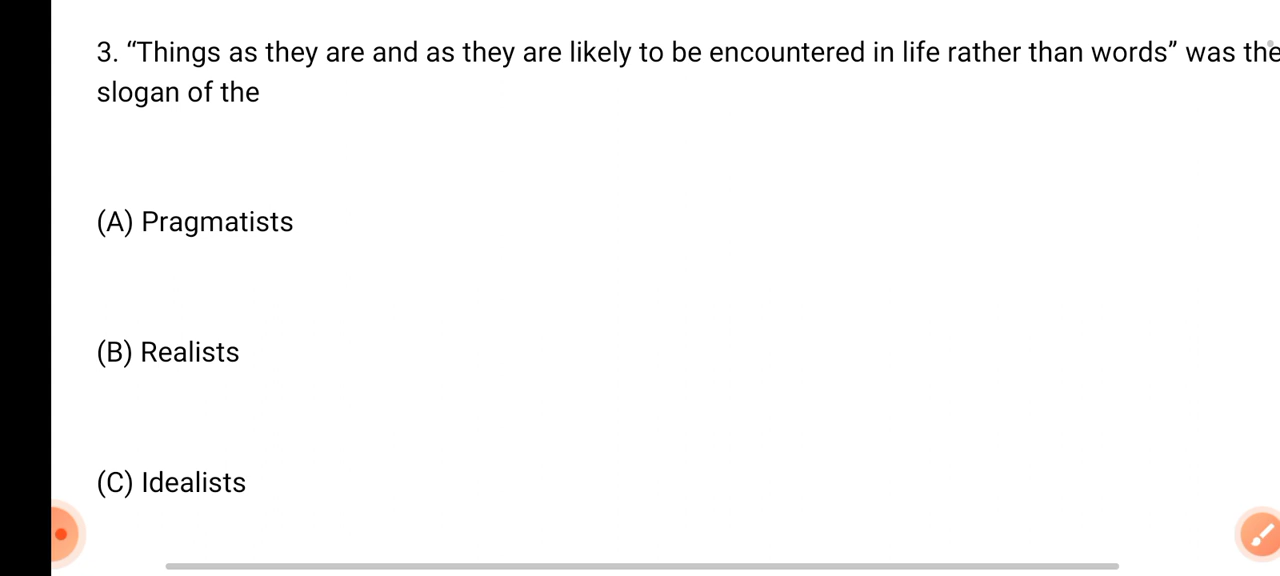 3. “Things as they are and as they are likely to be encountered in life rather than words” was the
slogan of the
(A) Pragmatists
(B) Realists
(C) Idealists